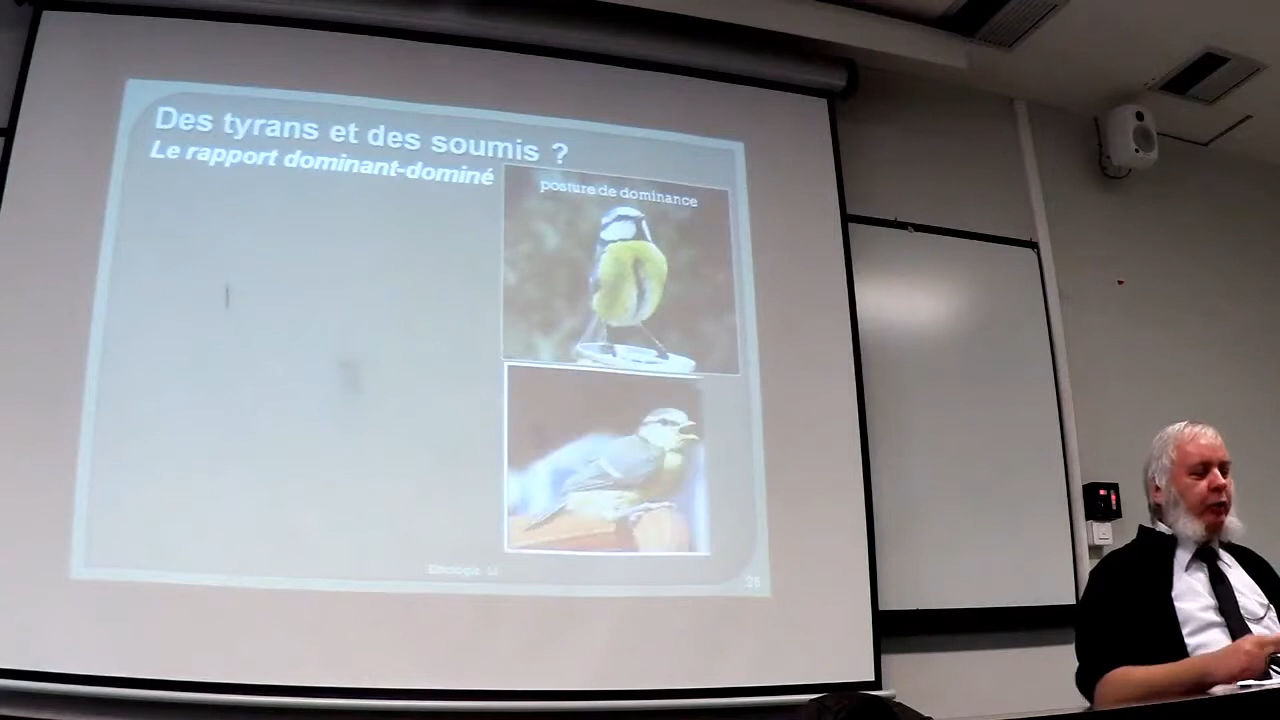 Des tyrans et des soumis ?
Le rapport dominant-dominé
posture de dominance